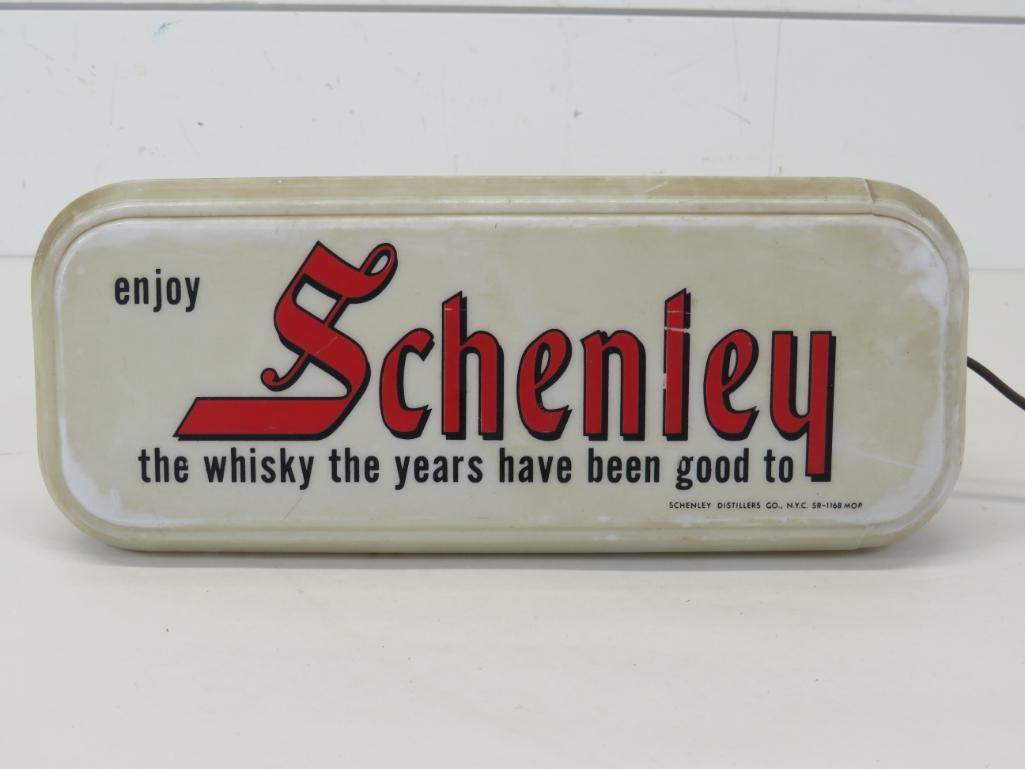 enjoy
Schenley
the whisky the years have been good to
SCHENLEY DISTILLERS CO., N.Y.C. SR-1168 MOP